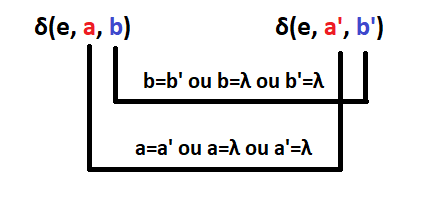 δ(e, a, b) δ(e, a', b')
b=b' ou b=λ ou b'=λ
a=a' ou a=λ ou a'=λ